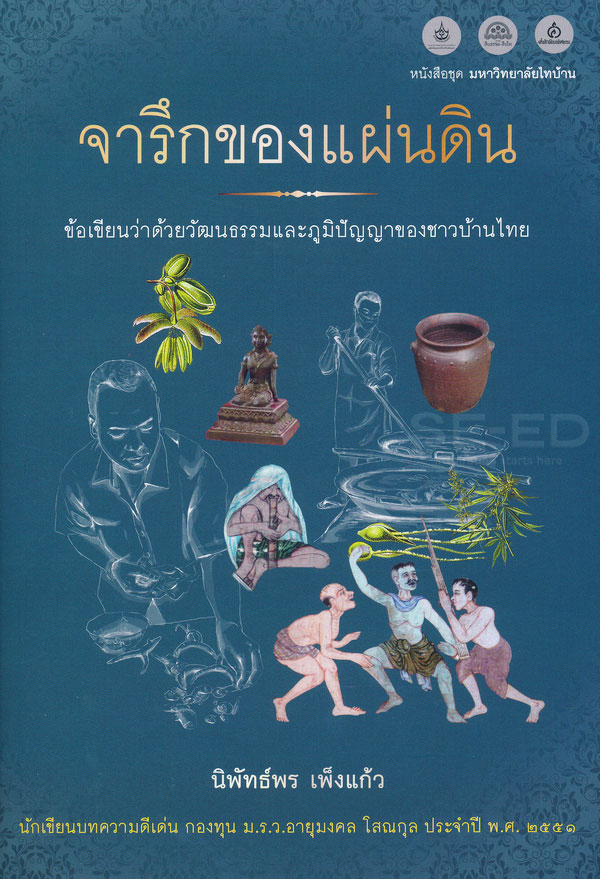 หนังสือชุด มหาวิทยาลัยไทบ้าน
จารึกของแผ่นดิน
ข้อเขียนว่าด้วยวัฒนธรรมและภูมิปัญญาของชาวบ้านไทย
SE-ED
starts here
นิพัทธ์พร เพ็งแก้ว
นักเขียนบทความดีเด่น กองทุน ม.ร.ว.อายุมงคล โสณกุล ประจำปี พ.ศ. ๒๕๕๑